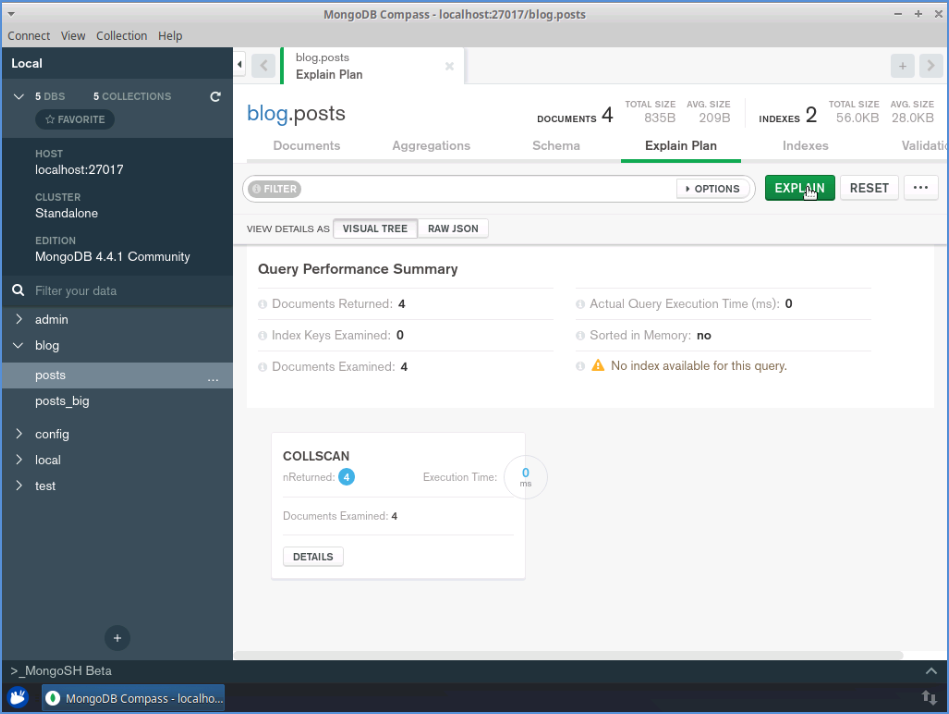 MongoDB Compass - localhost:27017/blog.posts
Connect View Collection Help
Local
5 DBS 5 COLLECTIONS
FAVORITE
HOST
localhost:27017
CLUSTER
Standalone
EDITION
MongoDB 4.4.1 Community
Filter your data
admin
blog
posts ...
posts_big
config
local
test
blog.posts
Explain Plan
blog.posts
DOCUMENTS 4
TOTAL SIZE
835B
AVG. SIZE
209B
INDEXES 2
TOTAL SIZE
56.0KB
AVG. SIZE
28.0KB
Documents Aggregations Schema Explain Plan Indexes Validatio
FILTER OPTIONS EXPLAIN RESET ...
VIEW DETAILS AS VISUAL TREE RAW JSON
Query Performance Summary
Documents Returned: 4
Index Keys Examined: 0
Documents Examined: 4
Actual Query Execution Time (ms): 0
Sorted in Memory: no
No index available for this query.
COLLSCAN
nReturned: 4 Execution Time: 0 ms
Documents Examined: 4
DETAILS
>_MongoSH Beta
MongoDB Compass - localho...